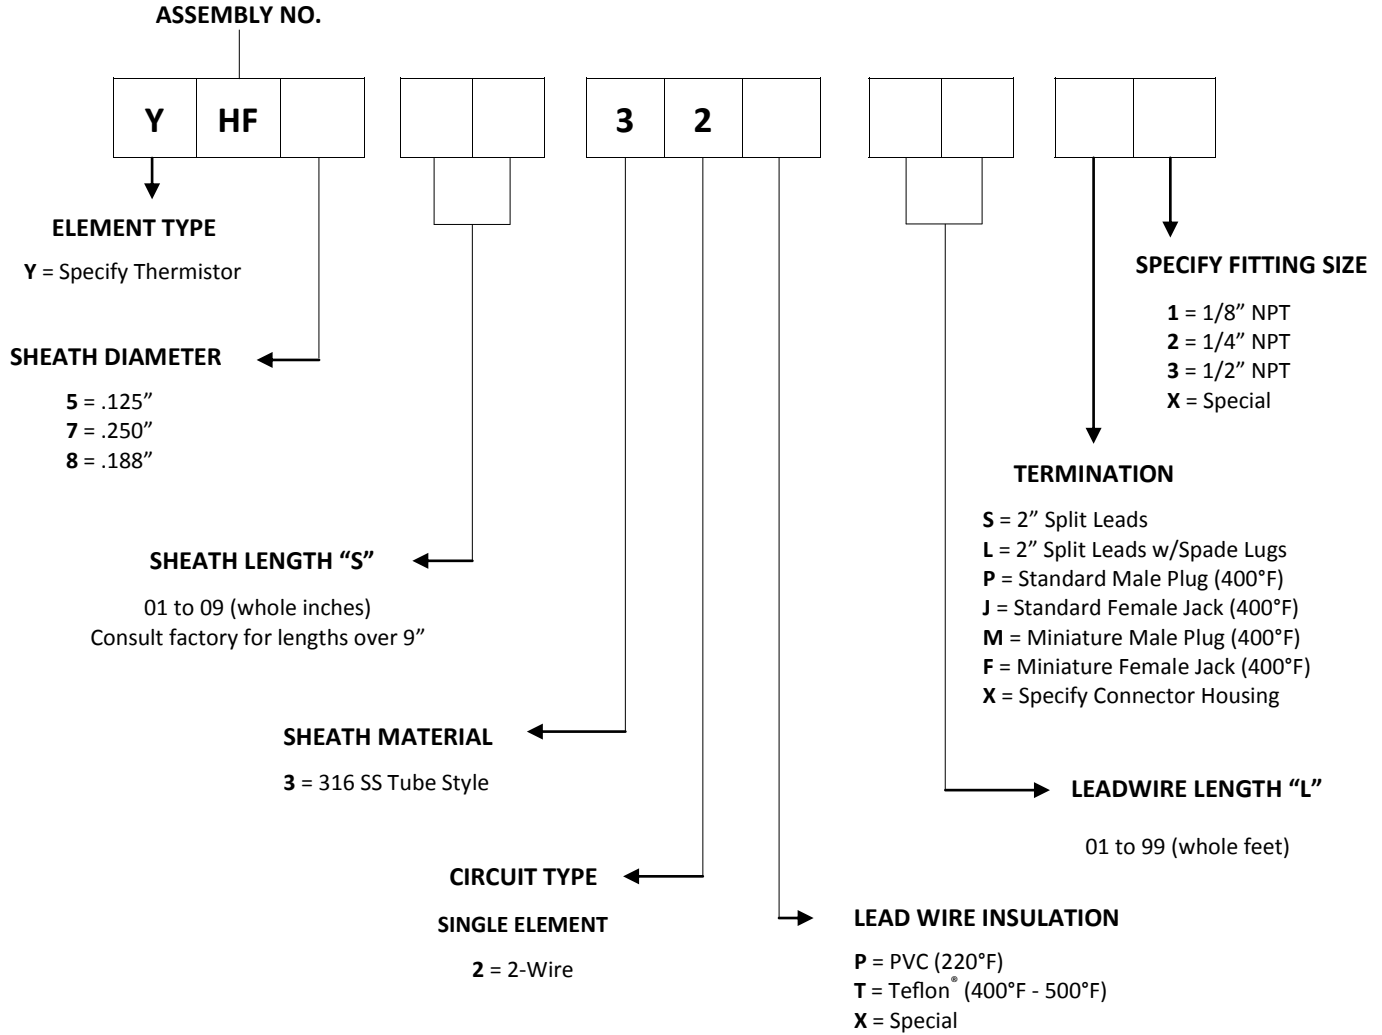 ASSEMBLY NO.
Y HF 3 2
ELEMENT TYPE
Y = Specify Thermistor
SHEATH DIAMETER
5 = .125”
7 = .250”
8 = .188”
SHEATH LENGTH “S”
01 to 09 (whole inches)
Consult factory for lengths over 9”
SHEATH MATERIAL
3 = 316 SS Tube Style
CIRCUIT TYPE
SINGLE ELEMENT
2 = 2-Wire
LEAD WIRE INSULATION
P = PVC (220°F)
T = Teflon® (400°F - 500°F)
X = Special
LEADWIRE LENGTH “L”
01 to 99 (whole feet)
TERMINATION
S = 2” Split Leads
L = 2” Split Leads w/Spade Lugs
P = Standard Male Plug (400°F)
J = Standard Female Jack (400°F)
M = Miniature Male Plug (400°F)
F = Miniature Female Jack (400°F)
X = Specify Connector Housing
SPECIFY FITTING SIZE
1 = 1/8” NPT
2 = 1/4” NPT
3 = 1/2” NPT
X = Special